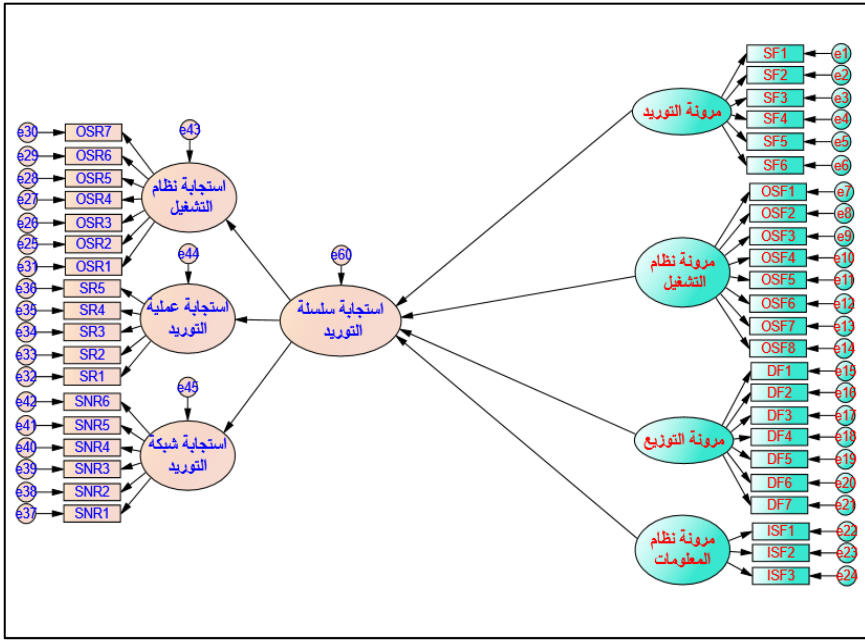 e43
e30
OSR7
e29
OSR6
e28
OSR5
e27
OSR4
e26
OSR3
e25
OSR2
e31
OSR1
استجابة نظام
التشغيل
e44
e36
SR5
e35
SR4
e34
SR3
e33
SR2
e32
SR1
استجابة عملية
التوريد
e45
e42
SNR6
e41
SNR5
e40
SNR4
e39
SNR3
e38
SNR2
e37
SNR1
استجابة شبكة
التوريد
e60
استجابة سلسلة
التوريد
مرونة التوريد
SF1
e1
SF2
e2
SF3
e3
SF4
e4
SF5
e5
SF6
e6
مرونة نظام
التشغيل
OSF1
e7
OSF2
e8
OSF3
e9
OSF4
e10
OSF5
e11
OSF6
e12
OSF7
e13
OSF8
e14
مرونة التوزيع
DF1
e15
DF2
e16
DF3
e17
DF4
e18
DF5
e19
DF6
e20
DF7
e21
مرونة نظام
المعلومات
ISF1
e22
ISF2
e23
ISF3
e24